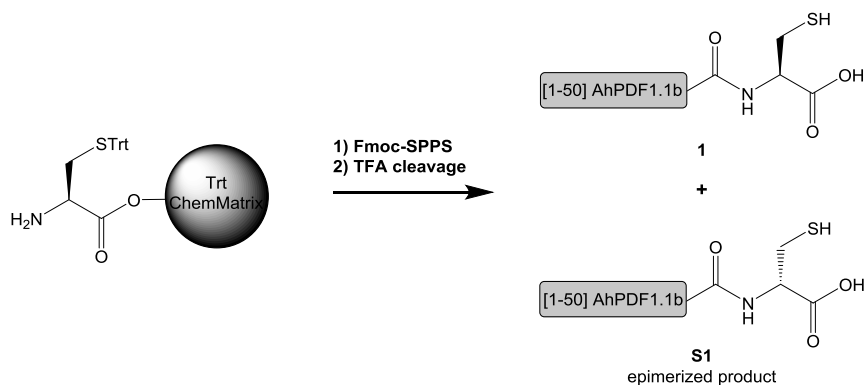 STrt
H₂N
O
O
Trt
ChemMatrix
1) Fmoc-SPPS
2) TFA cleavage
SH
O
[1-50] AhPDF1.1b
N
H
OH
O
1
+
SH
O
[1-50] AhPDF1.1b
N
H
OH
O
S1
epimerized product